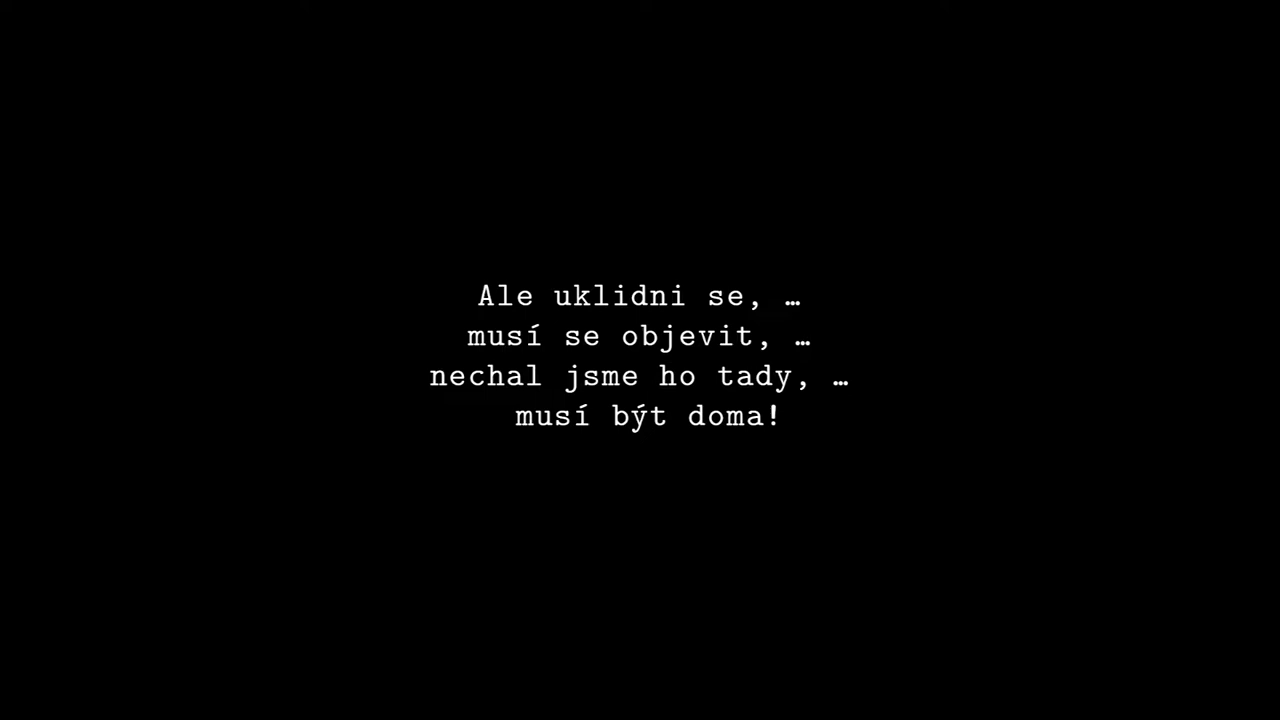 Ale uklidni se, …
musí se objevit, …
nechal jsme ho tady, …
musí být doma!